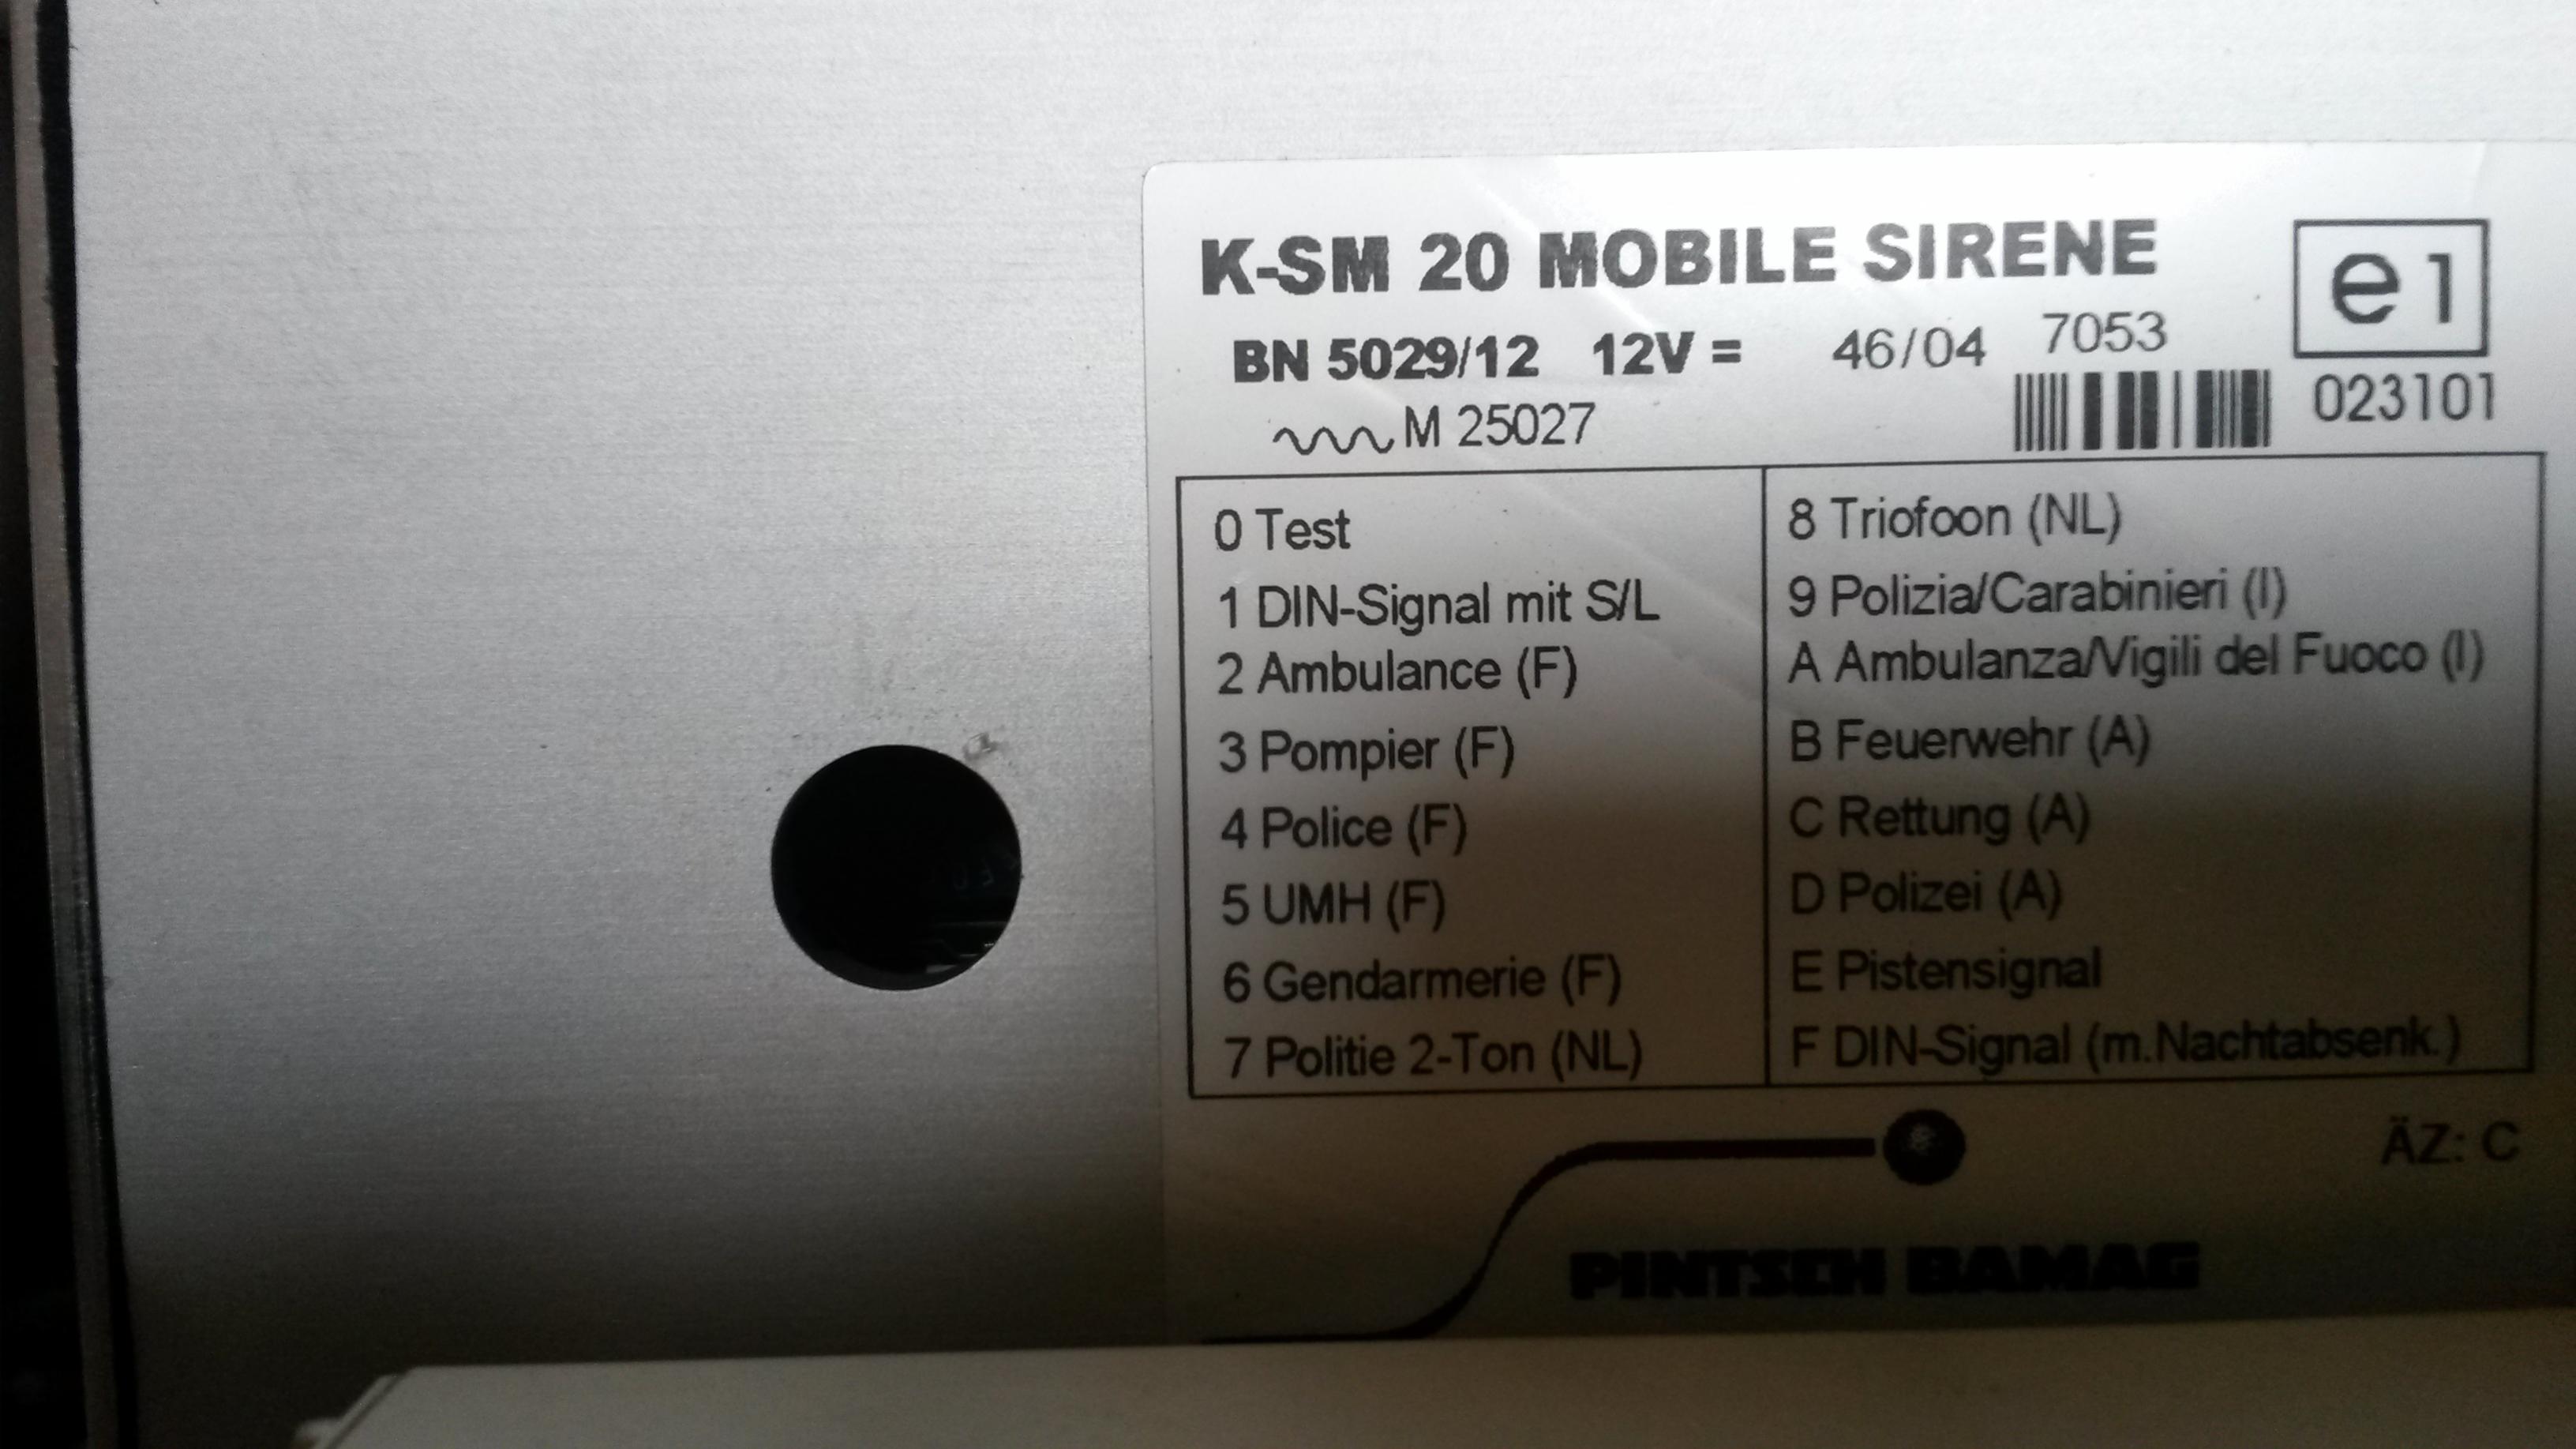 K-SM 20 MOBILE SIRENE
e1
BN 5029/12 12V = 46/04 7053
023101
M 25027
0 Test
1 DIN-Signal mit S/L
2 Ambulance (F)
3 Pompier (F)
4 Police (F)
5 UMH (F)
6 Gendarmerie (F)
7 Politie 2-Ton (NL)
8 Triofoon (NL)
9 Polizia/Carabinieri (I)
A Ambulanza/Vigili del Fuoco (I)
B Feuerwehr (A)
C Rettung (A)
D Polizei (A)
E Pistensignal
F DIN-Signal (m.Nachtabsenk.)
ÄZ: C
PINTSCH BAMAG